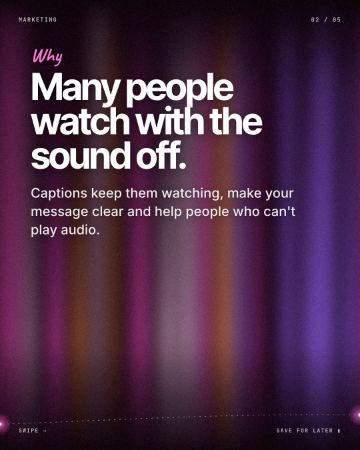 MARKETING
02 / 05
Why
Many people
watch with the
sound off.
Captions keep them watching, make your
message clear and help people who can't
play audio.
SWIPE →
SAVE FOR LATER